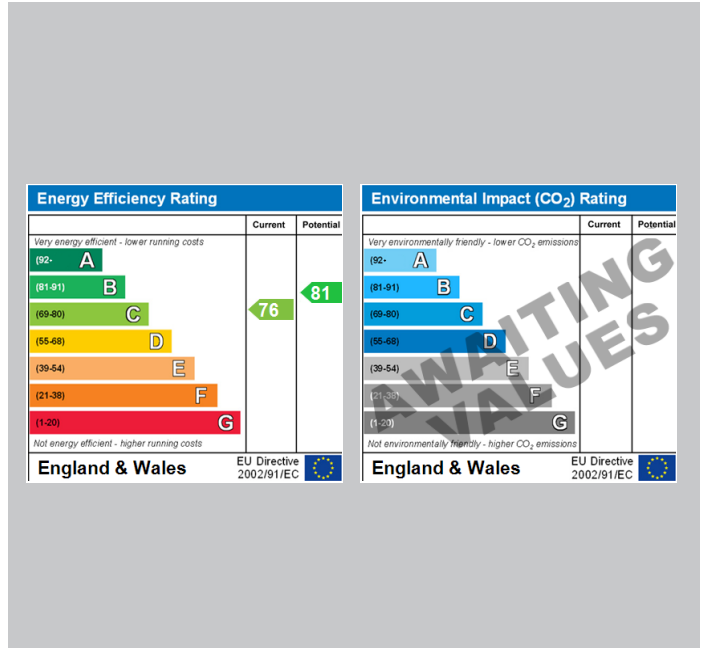 Energy Efficiency Rating
Current Potential
Very energy efficient - lower running costs
(92- A
(81-91) B
(69-80) C
(55-68) D
(39-54) E
(21-38) F
(1-20) G
76
81
Not energy efficient - higher running costs
England & Wales
EU Directive
2002/91/EC
Environmental Impact (CO2) Rating
Current Potential
Very environmentally friendly - lower CO2 emissions
(92- A
(81-91) B
(69-80) C
(55-68) D
(39-54) E
(21-38) F
(1-20) G
AWAITING
VALUES
Not environmentally friendly - higher CO2 emissions
England & Wales
EU Directive
2002/91/EC